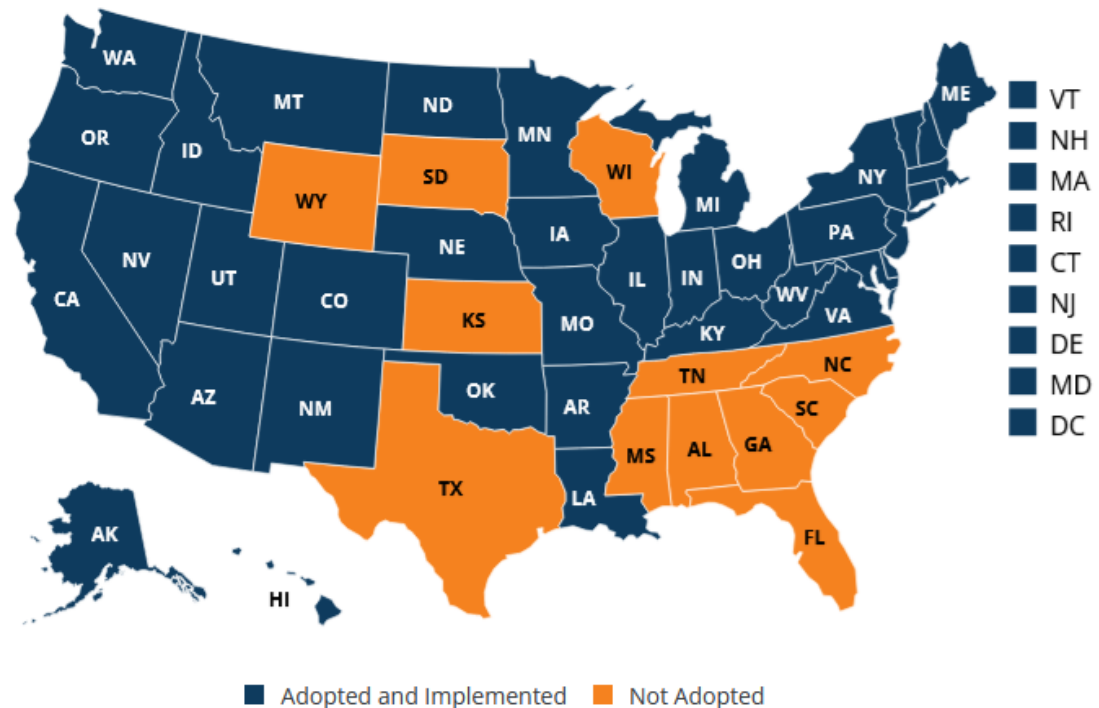 WA
MT
ND
MN
ME
VT
OR
ID
SD
WI
NH
WY
MI
NY
MA
RI
NV
UT
CO
NE
IA
IL
IN
OH
PA
CT
CA
KS
MO
KY
WV
VA
NJ
DE
AZ
NM
OK
AR
TN
NC
MD
SC
DC
TX
LA
MS
AL
GA
AK
HI
FL
Adopted and Implemented
Not Adopted